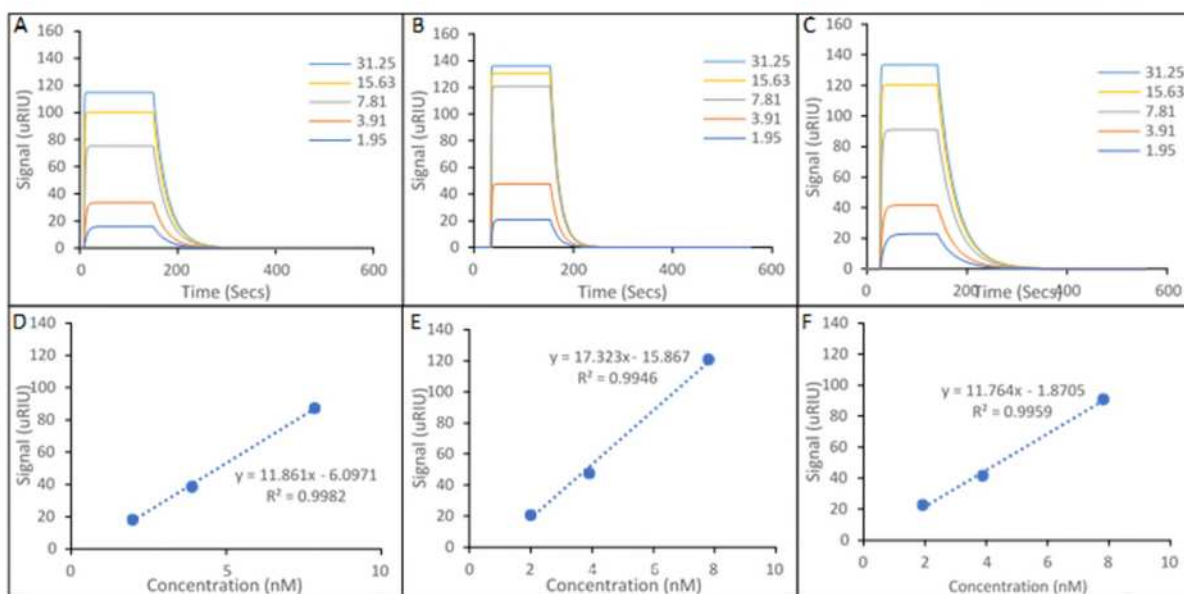 A
160
140
120
100
80
60
40
20
0
Signal (uRIU)
31.25
15.63
7.81
3.91
1.95
0 200 400 600
Time (Secs)
B
160
140
120
100
80
60
40
20
0
Signal (uRIU)
31.25
15.63
7.81
3.91
1.95
0 200 400 600
Time (Secs)
C
160
140
120
100
80
60
40
20
0
Signal (uRIU)
31.25
15.63
7.81
3.91
1.95
0 200 400 600
Time (Secs)
D
140
120
100
80
60
40
20
0
Signal (uRIU)
y = 11.861x - 6.0971
R² = 0.9982
0 5 10
Concentration (nM)
E
140
120
100
80
60
40
20
0
Signal (uRIU)
y = 17.323x - 15.867
R² = 0.9946
0 2 4 6 8 10
Concentration (nM)
F
140
120
100
80
60
40
20
0
Signal (uRIU)
y = 11.764x - 1.8705
R² = 0.9959
0 2 4 6 8 10
Concentration (nM)